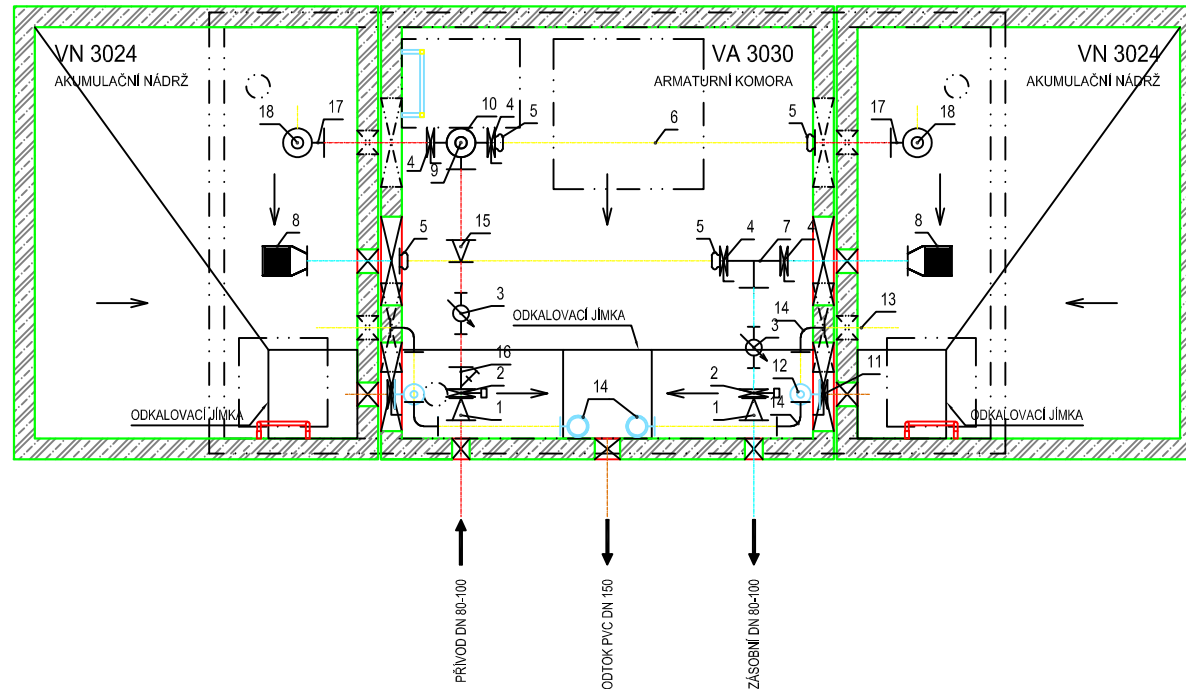 VN 3024
AKUMULAČNÍ NÁDRŽ
VA 3030
ARMATURNÍ KOMORA
VN 3024
AKUMULAČNÍ NÁDRŽ
18
17
10
4
5
6
5
17
18
4
9
8
5
15
5
4
7
4
8
3
ODKALOVACÍ JÍMKA
14
3
13
16
2
2
12
11
ODKALOVACÍ JÍMKA
1
14
1
14
ODKALOVACÍ JÍMKA
PŘÍVOD DN 80-100
ODTOK PVC DN 150
ZÁSOBNÍ DN 80-100